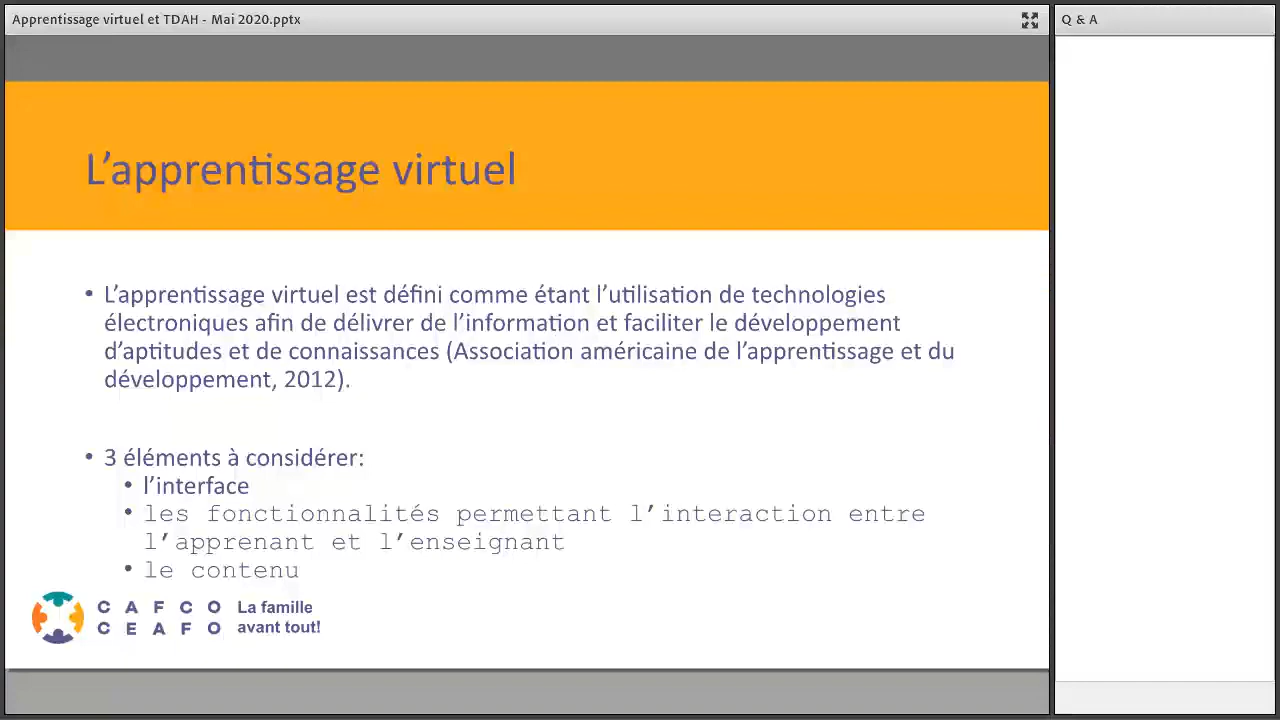 Apprentissage virtuel et TDAH - Mai 2020.pptx
Q & A
L’apprentissage virtuel
• L’apprentissage virtuel est défini comme étant l’utilisation de technologies
électroniques afin de délivrer de l’information et faciliter le développement
d’aptitudes et de connaissances (Association américaine de l’apprentissage et du
développement, 2012).
• 3 éléments à considérer:
• l’interface
• les fonctionnalités permettant l’interaction entre
l’apprenant et l’enseignant
• le contenu
C A F C O La famille
C E A F O avant tout!